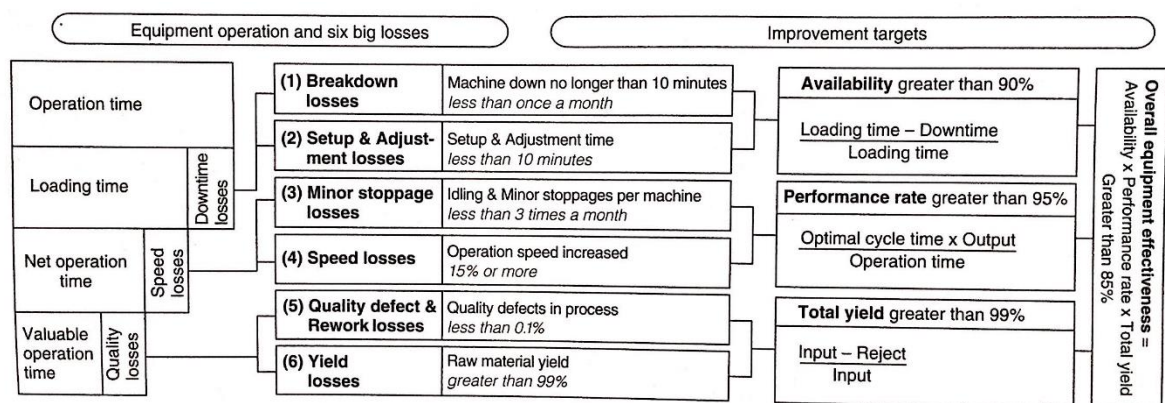 Equipment operation and six big losses
Improvement targets
Operation time
Loading time
Downtime
losses
Net operation
time
Speed
losses
Valuable
operation
time
Quality
losses
(1) Breakdown
losses
Machine down no longer than 10 minutes
less than once a month
(2) Setup & Adjust-
ment losses
Setup & Adjustment time
less than 10 minutes
(3) Minor stoppage
losses
Idling & Minor stoppages per machine
less than 3 times a month
(4) Speed losses
Operation speed increased
15% or more
(5) Quality defect &
Rework losses
Quality defects in process
less than 0.1%
(6) Yield
losses
Raw material yield
greater than 99%
Availability greater than 90%
Loading time – Downtime
Loading time
Performance rate greater than 95%
Optimal cycle time x Output
Operation time
Total yield greater than 99%
Input – Reject
Input
Overall equipment effectiveness =
Availability x Performance rate x Total yield
Greater than 85%